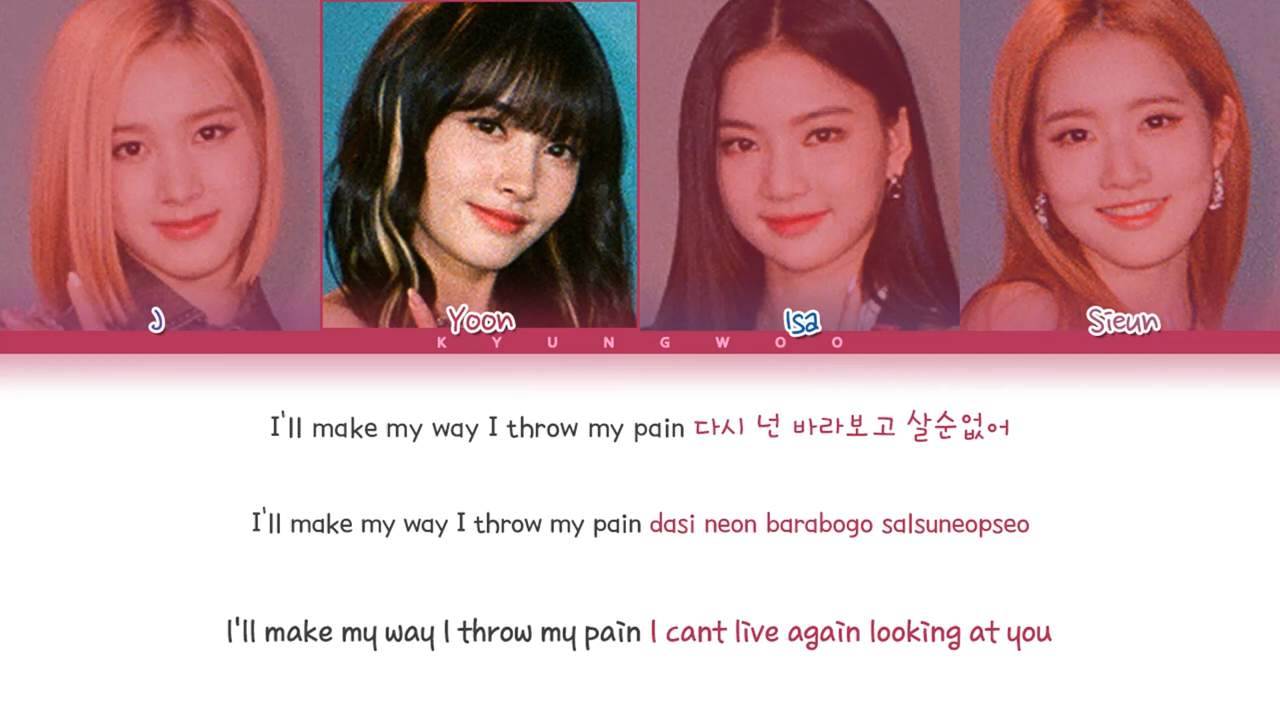 J
Yoon
Isa
Sieun
KYUNGWOO
I'll make my way I throw my pain 다시 넌 바라보고 살순없어
I'll make my way I throw my pain dasi neon barabogo salsuneopseo
I'll make my way I throw my pain I cant live again looking at you